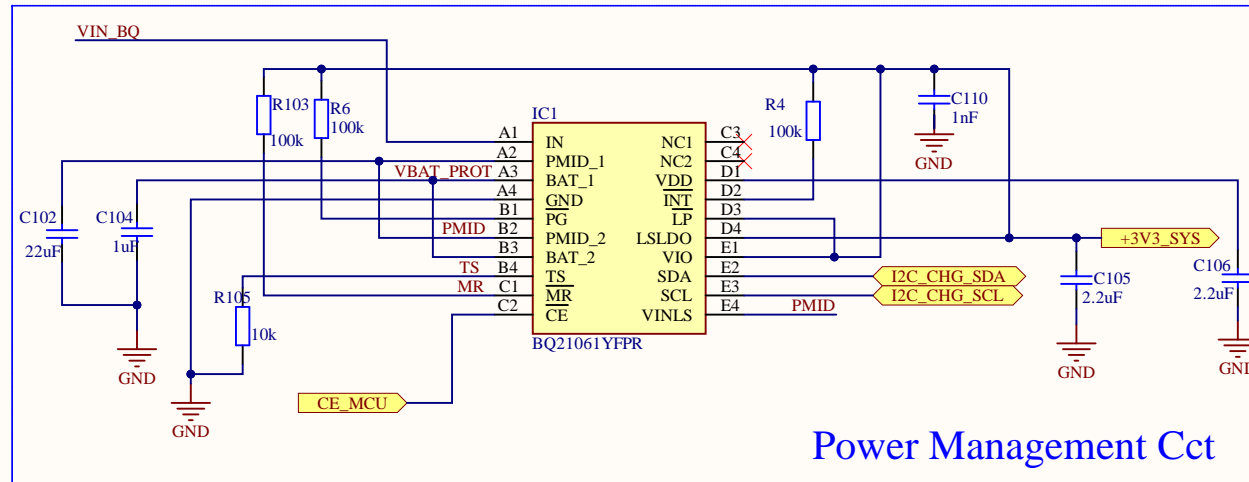 VIN_BQ
IC1
R103
100k
R6
100k
R4
100k
C110
1nF
GND
A1 IN NC1 C3
A2 PMID_1 NC2 C4
VBAT_PROT A3 BAT_1 VDD D1
A4 GND INT D2
B1 PG LP D3
PMID B2 PMID_2 LSLDO D4 +3V3_SYS
B3 BAT_2 VIO E1
TS B4 TS SDA E2 I2C_CHG_SDA
MR C1 MR SCL E3 I2C_CHG_SCL
C2 CE VINLS E4 PMID
BQ21061YFPR
C102
22uF
C104
1uF
GND
R105
10k
GND
CE_MCU
C105
2.2uF
GND
C106
2.2uF
GND
Power Management Cct